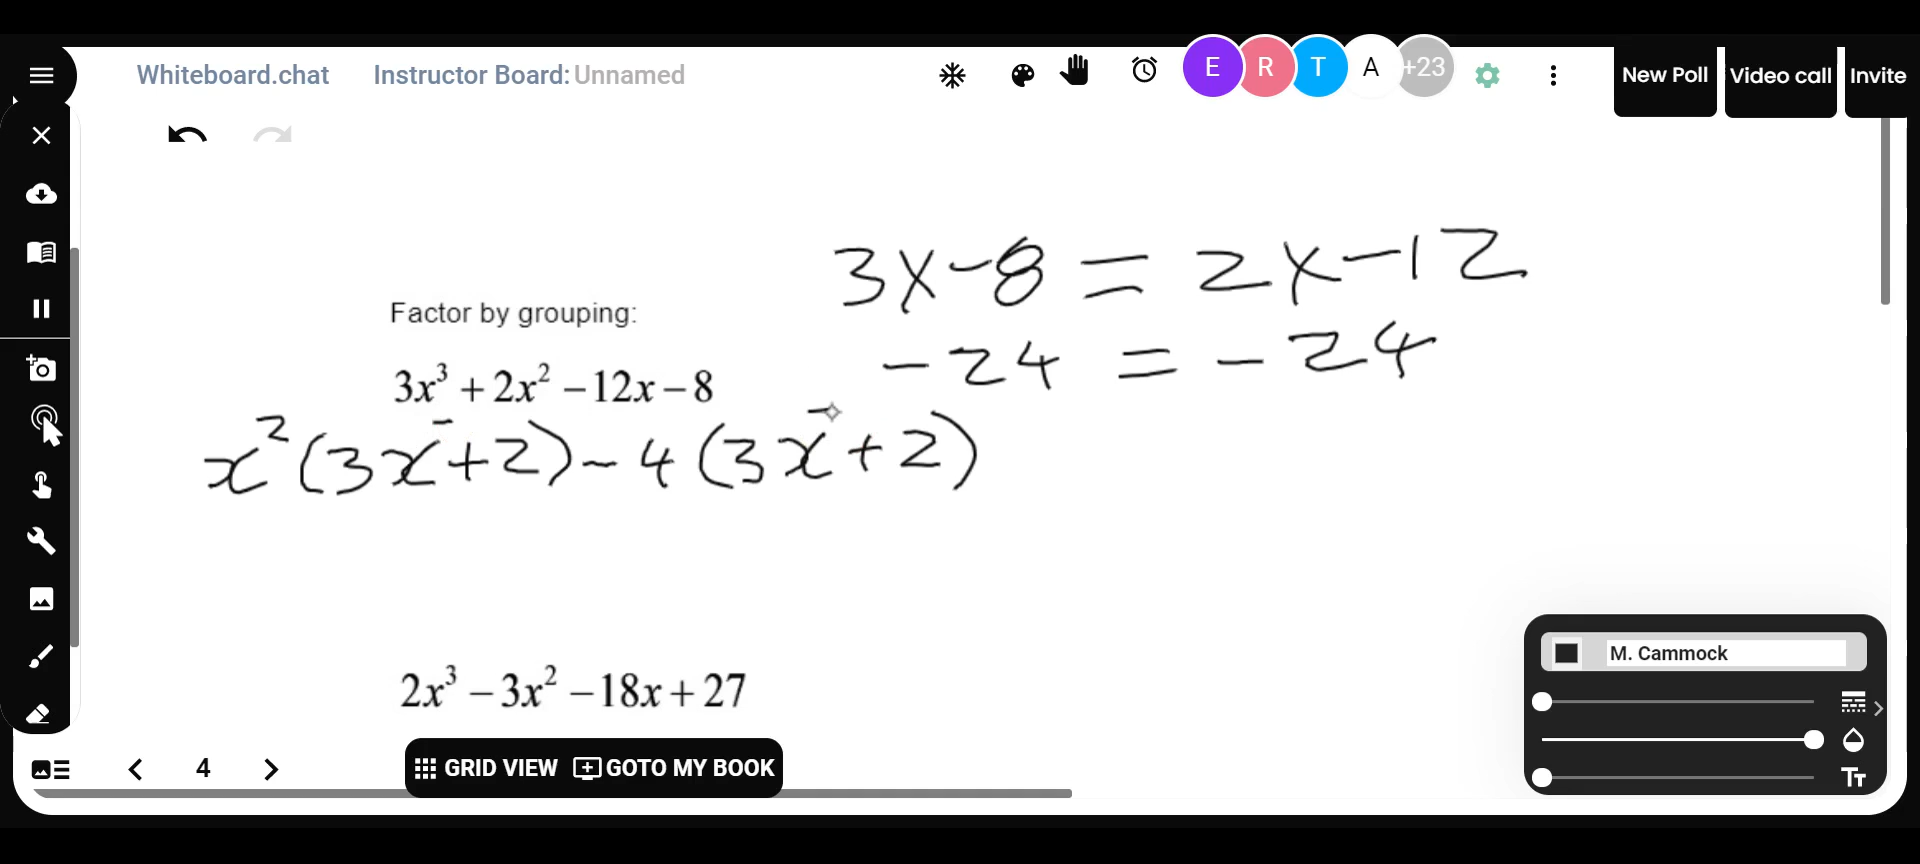 Whiteboard.chat Instructor Board: Unnamed E R T A +23 New Poll Video call Invite
3x-8 = 2x-12
Factor by grouping:
-24 = -24
3x³ + 2x² – 12x – 8
x²(3x+2) - 4(3x+2)
M. Cammock
2x³ – 3x² – 18x + 27
4 GRID VIEW GOTO MY BOOK Tт